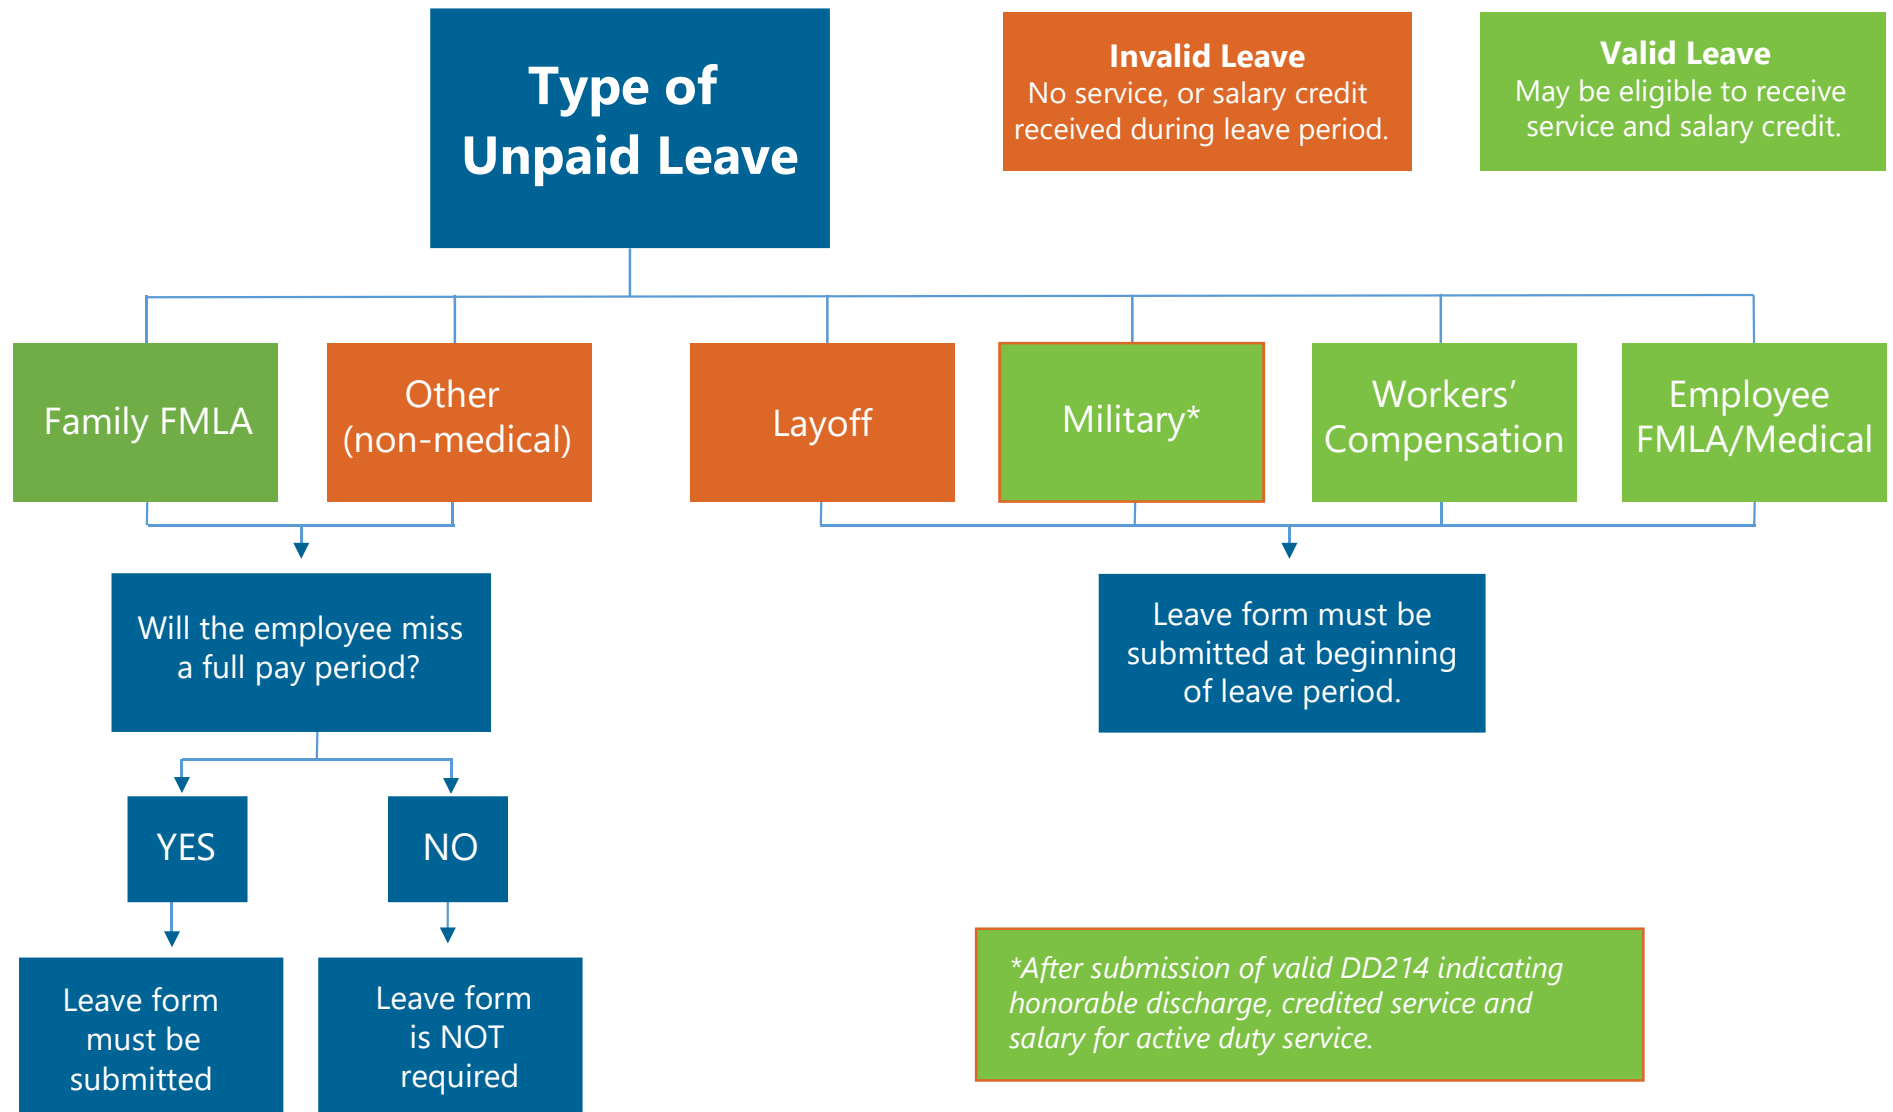 Type of
Unpaid Leave
Invalid Leave
No service, or salary credit
received during leave period.
Valid Leave
May be eligible to receive
service and salary credit.
Family FMLA
Other
(non-medical)
Layoff
Military*
Workers’
Compensation
Employee
FMLA/Medical
Will the employee miss
a full pay period?
Leave form must be
submitted at beginning
of leave period.
YES
NO
Leave form
must be
submitted
Leave form
is NOT
required
*After submission of valid DD214 indicating
honorable discharge, credited service and
salary for active duty service.